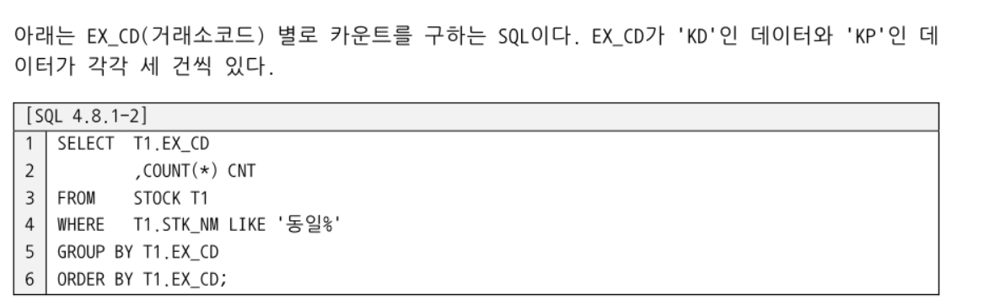 아래는 EX_CD(거래소코드) 별로 카운트를 구하는 SQL이다. EX_CD가 'KD'인 데이터와 'KP'인 데
이터가 각각 세 건씩 있다.
[SQL 4.8.1-2]
1 SELECT T1.EX_CD
2 ,COUNT(*) CNT
3 FROM STOCK T1
4 WHERE T1.STK_NM LIKE '동일%'
5 GROUP BY T1.EX_CD
6 ORDER BY T1.EX_CD;